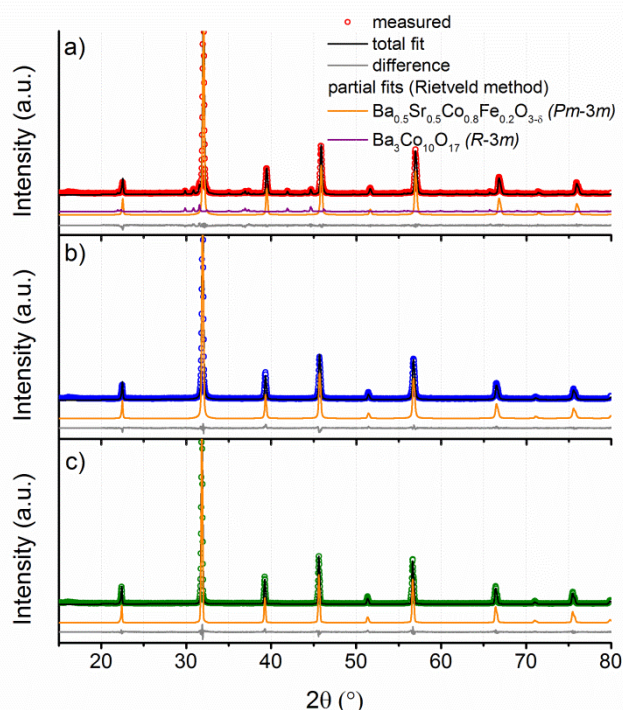 a)
measured
total fit
difference
partial fits (Rietveld method)
Ba0.5Sr0.5Co0.8Fe0.2O3-δ (Pm-3m)
Ba3Co10O17 (R-3m)
Intensity (a.u.)
b)
Intensity (a.u.)
c)
Intensity (a.u.)
20 30 40 50 60 70 80
2θ (°)